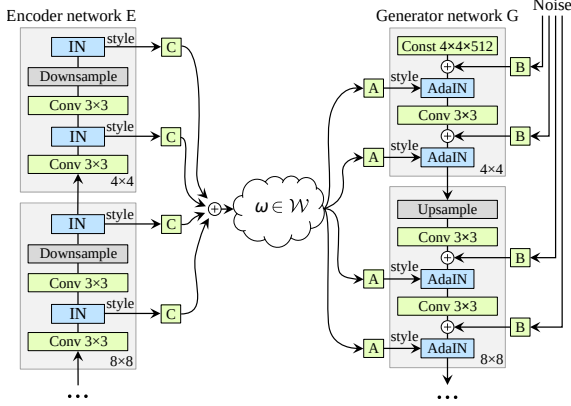 Encoder network E
IN
style
C
Downsample
Conv 3×3
IN
style
C
Conv 3×3
4×4
IN
style
C
Downsample
Conv 3×3
IN
style
C
Conv 3×3
8×8
...
+
ω ∈ 𝒲
Generator network G
Noise
Const 4×4×512
+
B
A
style
AdaIN
Conv 3×3
+
B
A
style
AdaIN
4×4
Upsample
Conv 3×3
+
B
A
style
AdaIN
Conv 3×3
+
B
A
style
AdaIN
8×8
...